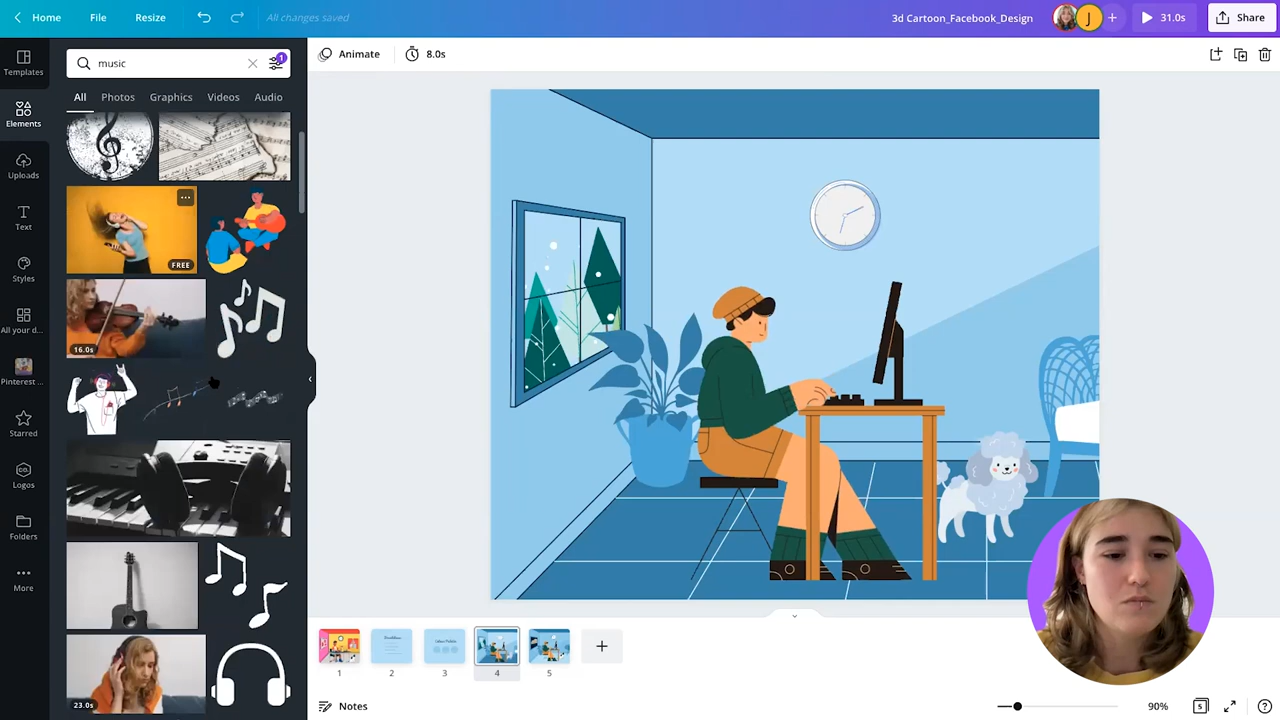 Home
File
Resize
All changes saved
3d Cartoon_Facebook_Design
J
31.0s
Share
Templates
Elements
Uploads
Text
Styles
All your d...
Pinterest ...
Starred
Logos
CO.
Folders
More
music
1
All
Photos
Graphics
Videos
Audio
FREE
16.0s
23.0s
Animate
8.0s
1
2
3
4
5
Notes
90%
5